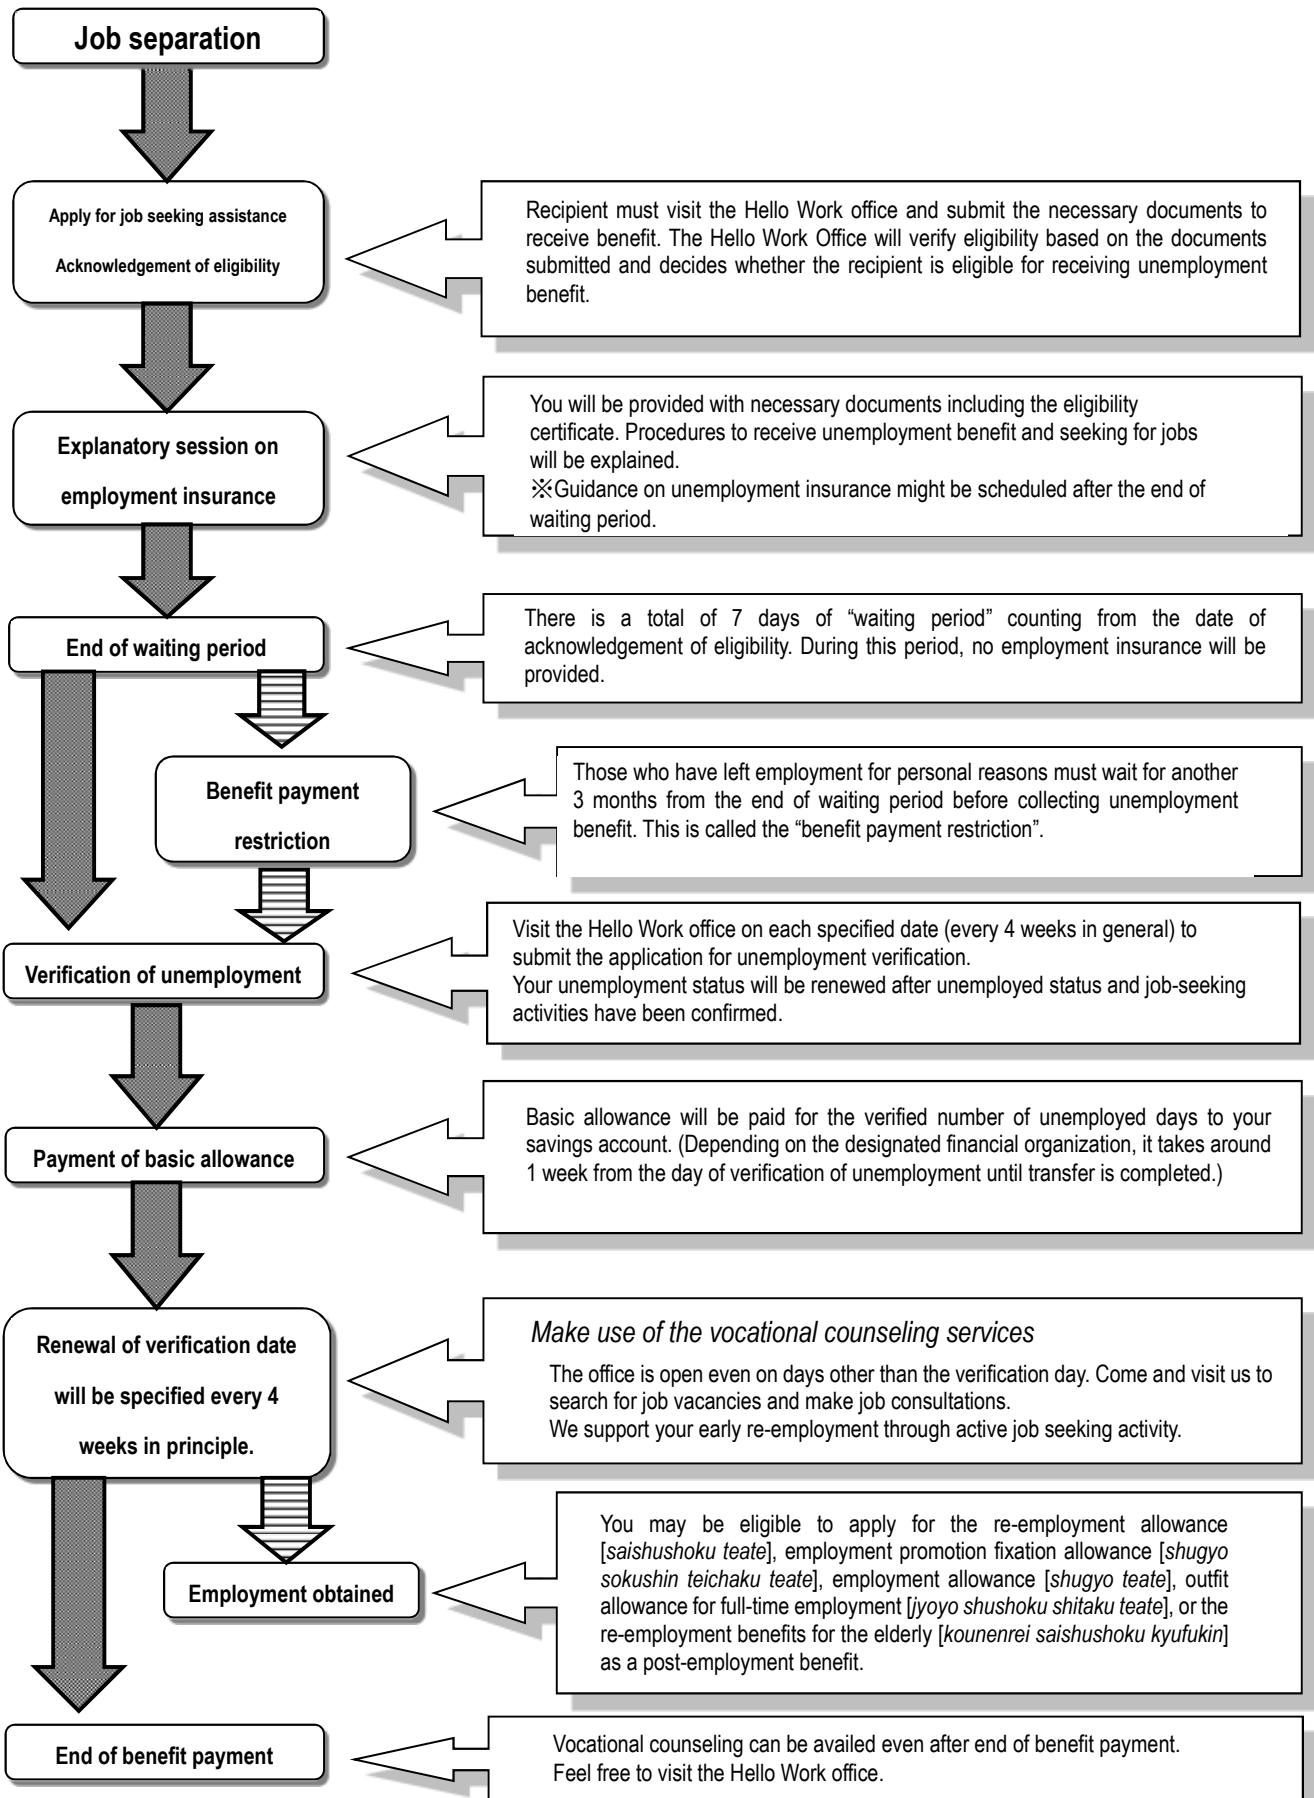 Job separation
Apply for job seeking assistance
Acknowledgement of eligibility
Recipient must visit the Hello Work office and submit the necessary documents to
receive benefit. The Hello Work Office will verify eligibility based on the documents
submitted and decides whether the recipient is eligible for receiving unemployment
benefit.
Explanatory session on
employment insurance
You will be provided with necessary documents including the eligibility
certificate. Procedures to receive unemployment benefit and seeking for jobs
will be explained.
※Guidance on unemployment insurance might be scheduled after the end of
waiting period.
End of waiting period
There is a total of 7 days of “waiting period” counting from the date of
acknowledgement of eligibility. During this period, no employment insurance will be
provided.
Benefit payment
restriction
Those who have left employment for personal reasons must wait for another
3 months from the end of waiting period before collecting unemployment
benefit. This is called the “benefit payment restriction”.
Verification of unemployment
Visit the Hello Work office on each specified date (every 4 weeks in general) to
submit the application for unemployment verification.
Your unemployment status will be renewed after unemployed status and job-seeking
activities have been confirmed.
Payment of basic allowance
Basic allowance will be paid for the verified number of unemployed days to your
savings account. (Depending on the designated financial organization, it takes around
1 week from the day of verification of unemployment until transfer is completed.)
Renewal of verification date
will be specified every 4
weeks in principle.
Make use of the vocational counseling services
The office is open even on days other than the verification day. Come and visit us to
search for job vacancies and make job consultations.
We support your early re-employment through active job seeking activity.
Employment obtained
You may be eligible to apply for the re-employment allowance
[saishushoku teate], employment promotion fixation allowance [shugyo
sokushin teichaku teate], employment allowance [shugyo teate], outfit
allowance for full-time employment [jyoyo shushoku shitaku teate], or the
re-employment benefits for the elderly [kounenrei saishushoku kyufukin]
as a post-employment benefit.
End of benefit payment
Vocational counseling can be availed even after end of benefit payment.
Feel free to visit the Hello Work office.